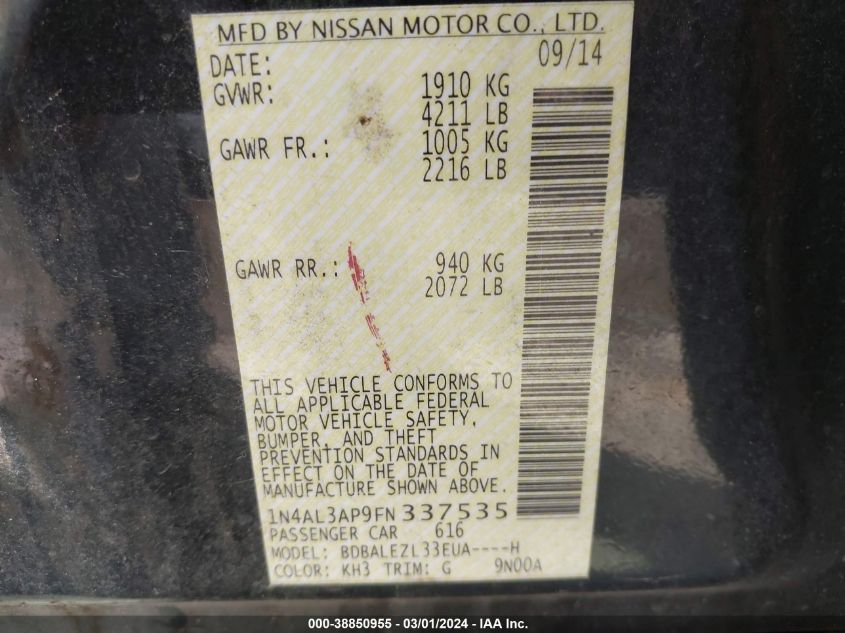 MFD BY NISSAN MOTOR CO., LTD.
DATE: 09/14
GVWR: 1910 KG
4211 LB
GAWR FR.: 1005 KG
2216 LB
GAWR RR.: 940 KG
2072 LB
THIS VEHICLE CONFORMS TO
ALL APPLICABLE FEDERAL
MOTOR VEHICLE SAFETY,
BUMPER, AND THEFT
PREVENTION STANDARDS IN
EFFECT ON THE DATE OF
MANUFACTURE SHOWN ABOVE.
1N4AL3AP9FN 337535
PASSENGER CAR 616
MODEL: BDBALEZL33EUA----H
COLOR: KH3 TRIM: G 9N00A
000-38850955 - 03/01/2024 - IAA Inc.